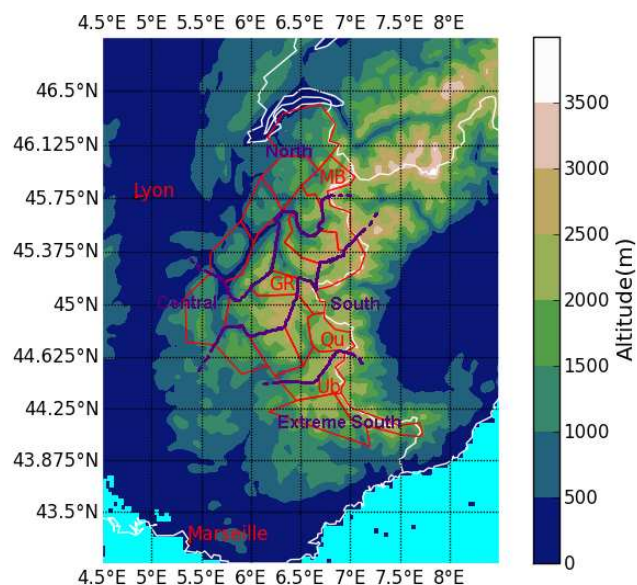 4.5°E 5°E 5.5°E 6°E 6.5°E 7°E 7.5°E 8°E
46.5°N
46.125°N
45.75°N
45.375°N
45°N
44.625°N
44.25°N
43.875°N
43.5°N
North
MB
Lyon
GR
Central
South
Qu
Ub
Extreme South
Marseille
4.5°E 5°E 5.5°E 6°E 6.5°E 7°E 7.5°E 8°E
3500
3000
2500
2000
1500
1000
500
0
Altitude(m)